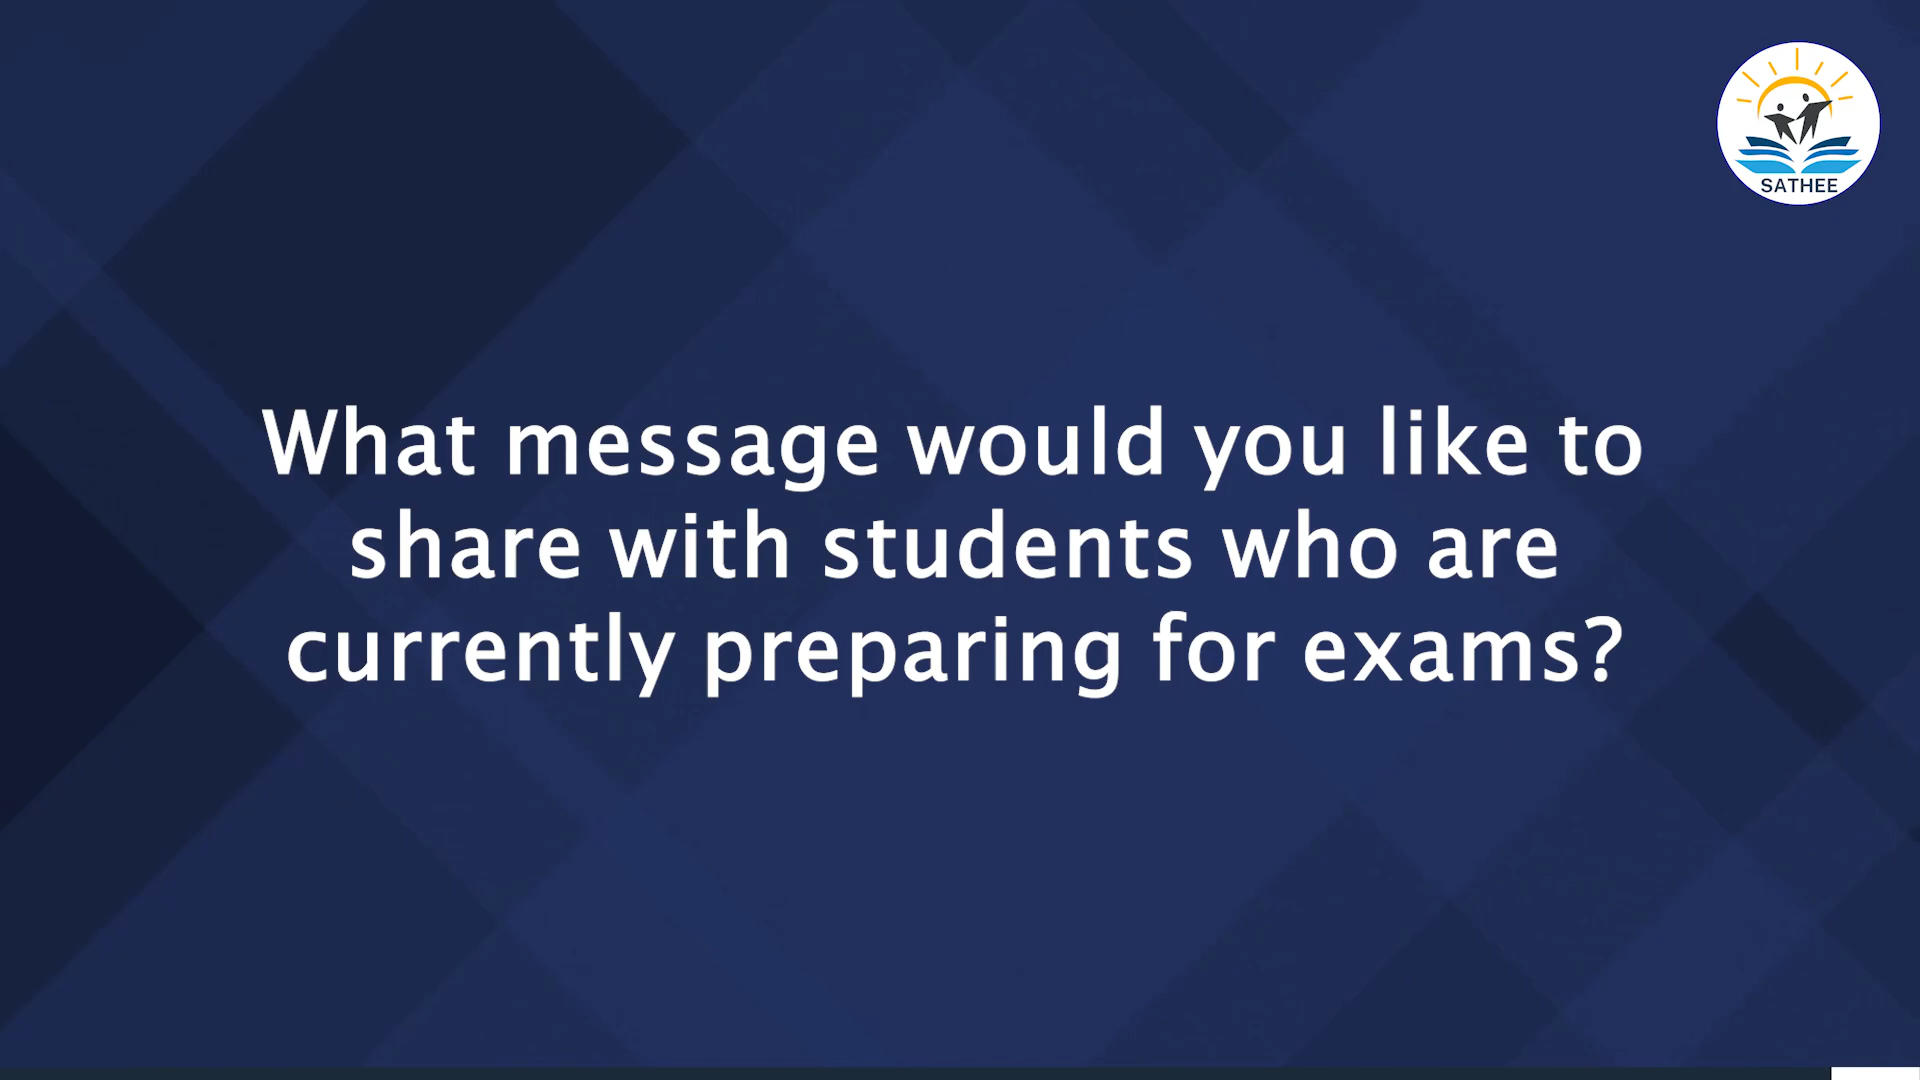 SATHEE
What message would you like to
share with students who are
currently preparing for exams?